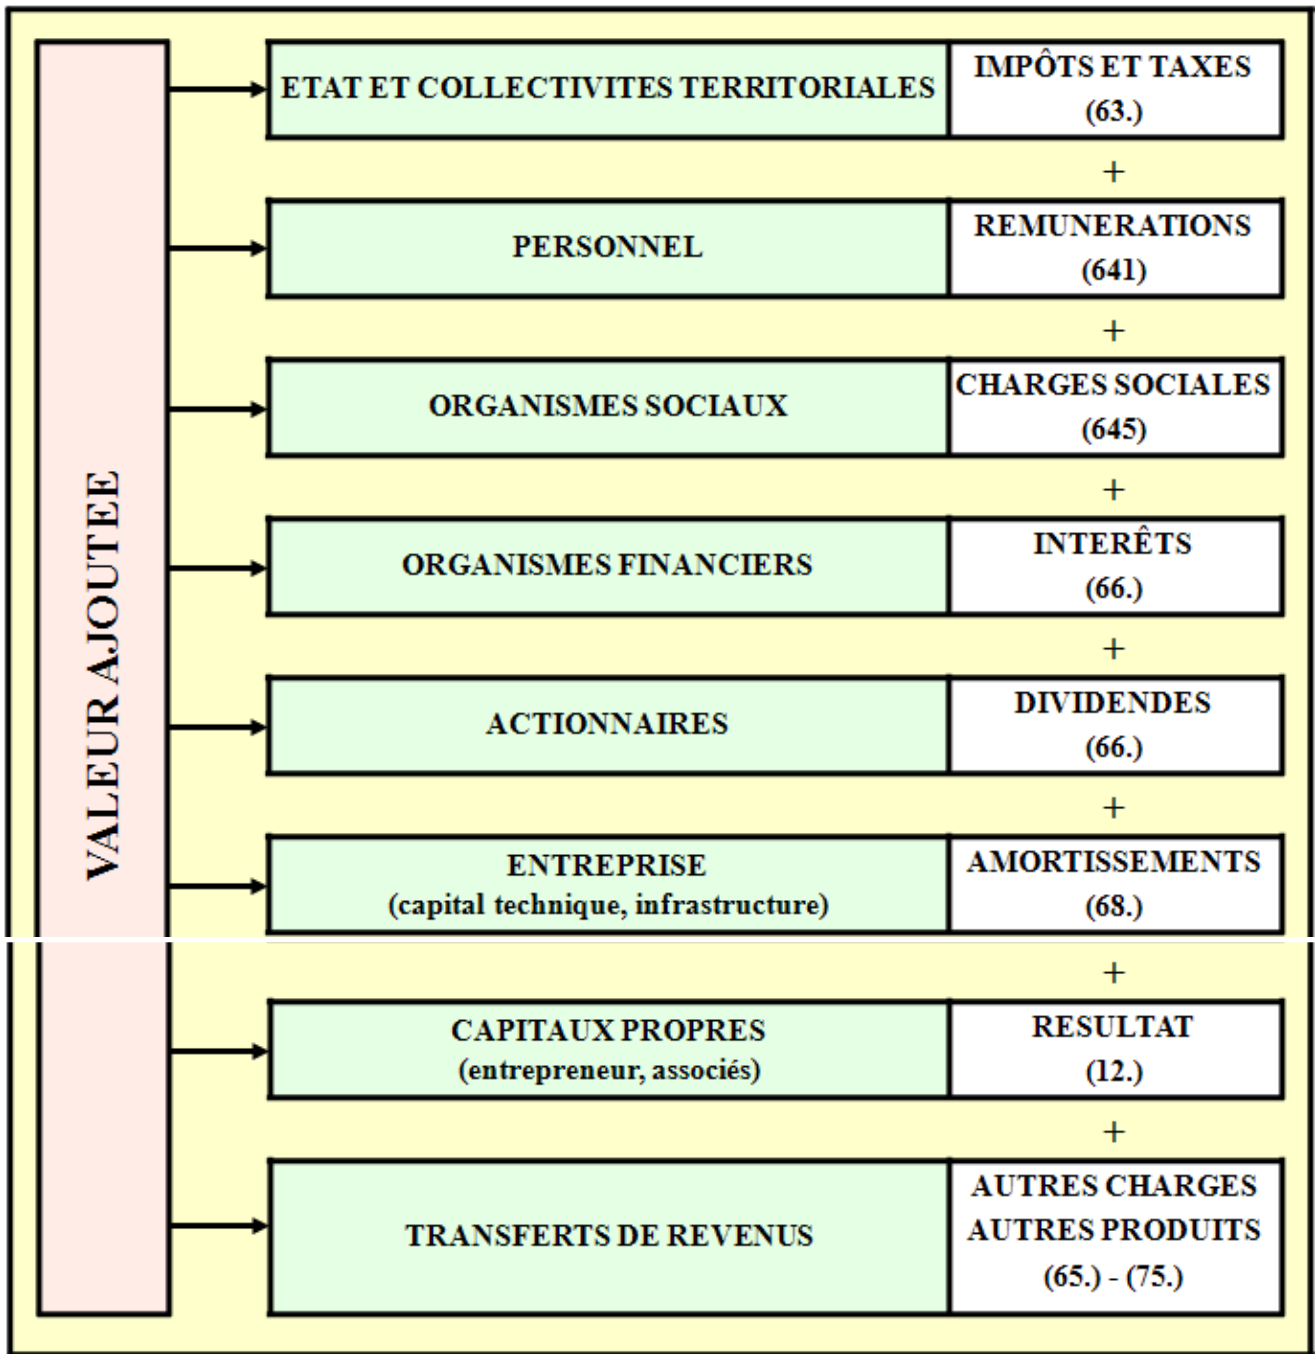 VALEUR AJOUTEE
ETAT ET COLLECTIVITES TERRITORIALES
IMPÔTS ET TAXES
(63.)
+
PERSONNEL
REMUNERATIONS
(641)
+
ORGANISMES SOCIAUX
CHARGES SOCIALES
(645)
+
ORGANISMES FINANCIERS
INTERÊTS
(66.)
+
ACTIONNAIRES
DIVIDENDES
(66.)
+
ENTREPRISE
(capital technique, infrastructure)
AMORTISSEMENTS
(68.)
+
CAPITAUX PROPRES
(entrepreneur, associés)
RESULTAT
(12.)
+
TRANSFERTS DE REVENUS
AUTRES CHARGES
AUTRES PRODUITS
(65.) - (75.)